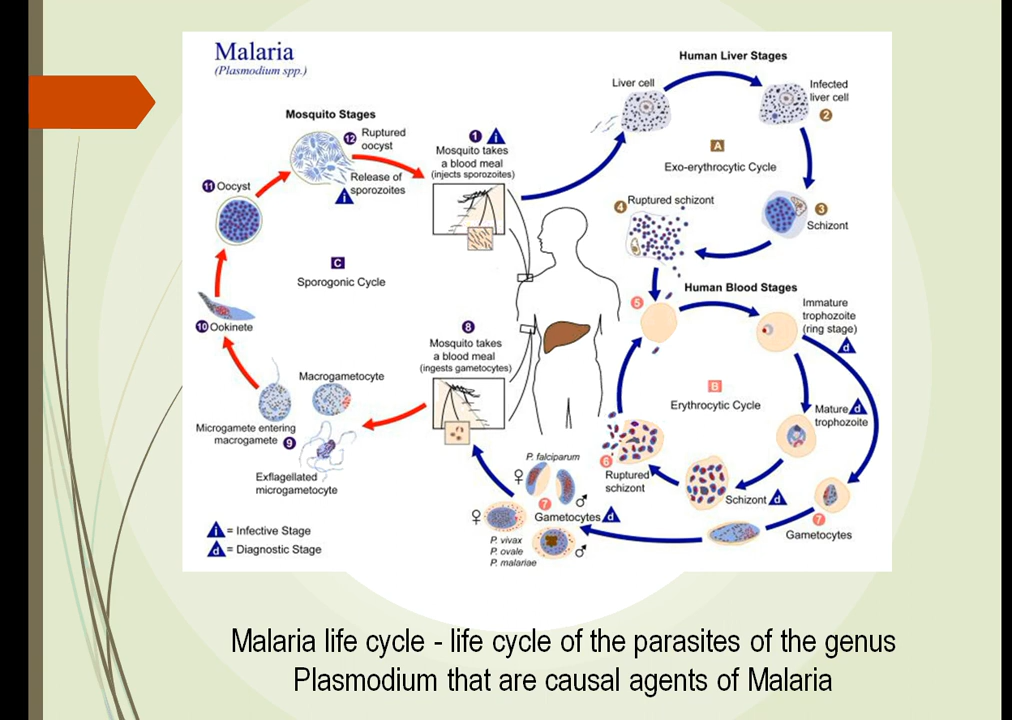 Malaria
(Plasmodium spp.)
Human Liver Stages
Liver cell
Infected
liver cell
2
A
Exo-erythrocytic Cycle
4 Ruptured schizont
3
Schizont
Mosquito Stages
12 Ruptured
oocyst
Release of
sporozoites
i
11 Oocyst
1 i
Mosquito takes
a blood meal
(injects sporozoites)
C
Sporogonic Cycle
10 Ookinete
8
Mosquito takes
a blood meal
(ingests gametocytes)
Macrogametocyte
Microgamete entering
macrogamete 9
Exflagellated
microgametocyte
Human Blood Stages
5
Immature
trophozoite
(ring stage)
d
B
Erythrocytic Cycle
Mature d
trophozoite
6
Ruptured
schizont
Schizont d
7
Gametocytes
P. falciparum
♀
7
♂
Gametocytes d
♀
P. vivax
P. ovale
P. malariae
♂
i = Infective Stage
d = Diagnostic Stage
Malaria life cycle - life cycle of the parasites of the genus
Plasmodium that are causal agents of Malaria